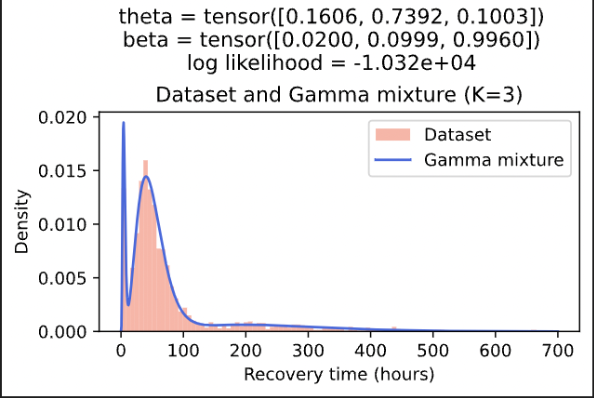 theta = tensor([0.1606, 0.7392, 0.1003])
beta = tensor([0.0200, 0.0999, 0.9960])
log likelihood = -1.032e+04
Dataset and Gamma mixture (K=3)
Dataset
Gamma mixture
Density
0.020
0.015
0.010
0.005
0.000
0 100 200 300 400 500 600 700
Recovery time (hours)